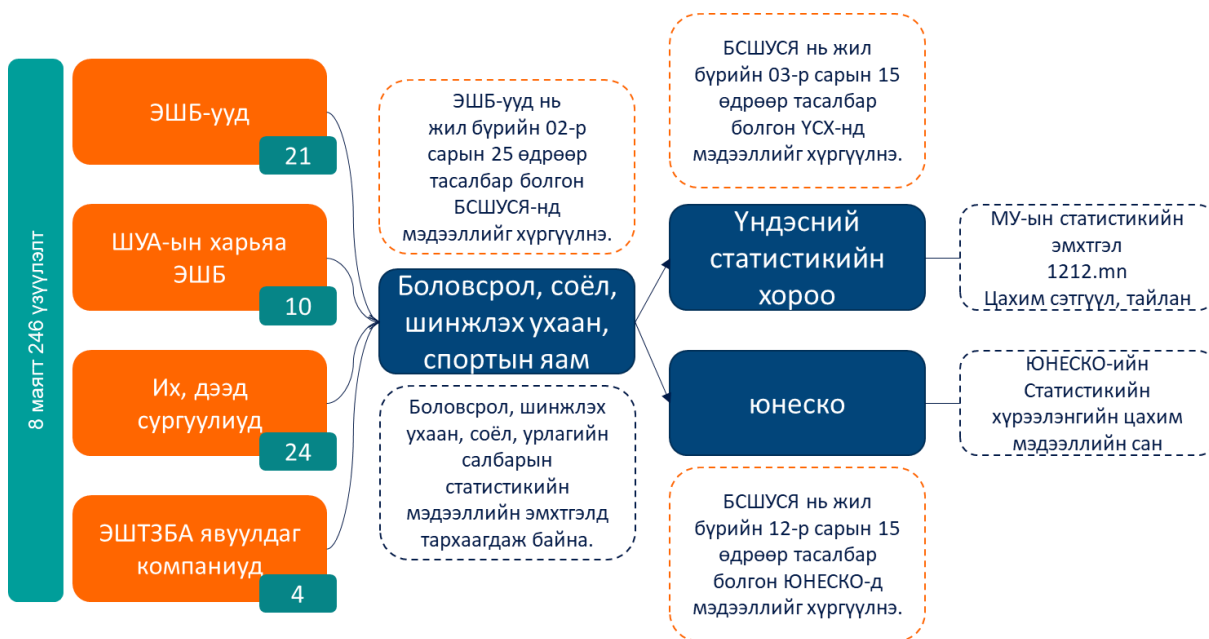 8 маягт 246 үзүүлэлт
ЭШБ-ууд
21
ШУА-ын харьяа
ЭШБ
10
Их, дээд
сургуулиуд
24
ЭШТЗБА явуулдаг
компаниуд
4
ЭШБ-ууд нь
жил бүрийн 02-р
сарын 25 өдрөөр
тасалбар болгон
БСШУСЯ-нд
мэдээллийг хүргүүлнэ.
Боловсрол, соёл,
шинжлэх ухаан,
спортын яам
Боловсрол, шинжлэх
ухаан, соёл, урлагийн
салбарын
статистикийн
мэдээллийн эмхтгэлд
тархаагдаж байна.
БСШУСЯ нь жил
бүрийн 03-р сарын 15
өдрөөр тасалбар
болгон ҮСХ-нд
мэдээллийг хүргүүлнэ.
Үндэсний
статистикийн
хороо
юнеско
БСШУСЯ нь жил
бүрийн 12-р сарын 15
өдрөөр тасалбар
болгон ЮНЕСКО-д
мэдээллийг хүргүүлнэ.
МУ-ын статистикийн
эмхтгэл
1212.mn
Цахим сэтгүүл, тайлан
ЮНЕСКО-ийн
Статистикийн
хүрээлэнгийн цахим
мэдээллийн сан